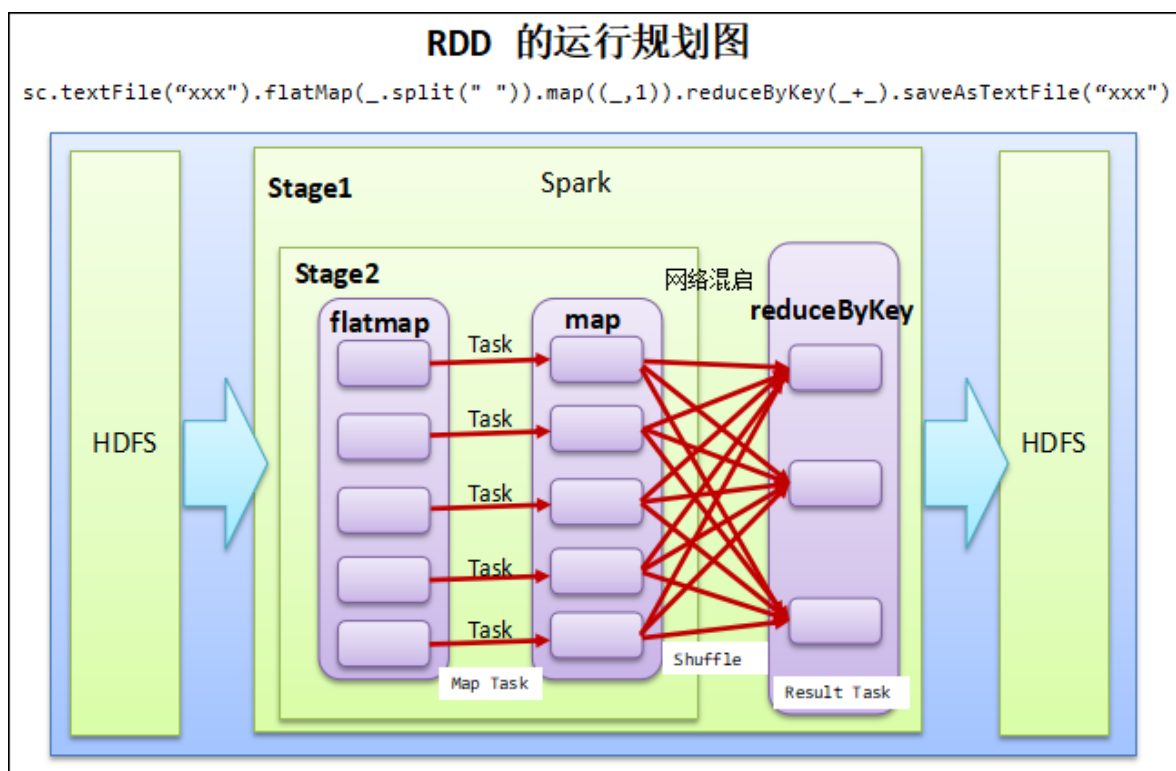 RDD 的运行规划图
sc.textFile(“xxx").flatMap(_.split(" ")).map((_,1)).reduceByKey(_+_).saveAsTextFile(“xxx")
Stage1
Spark
Stage2
网络混启
reduceByKey
flatmap
map
Task
Task
Task
Task
Task
HDFS
HDFS
Map Task
Shuffle
Result Task